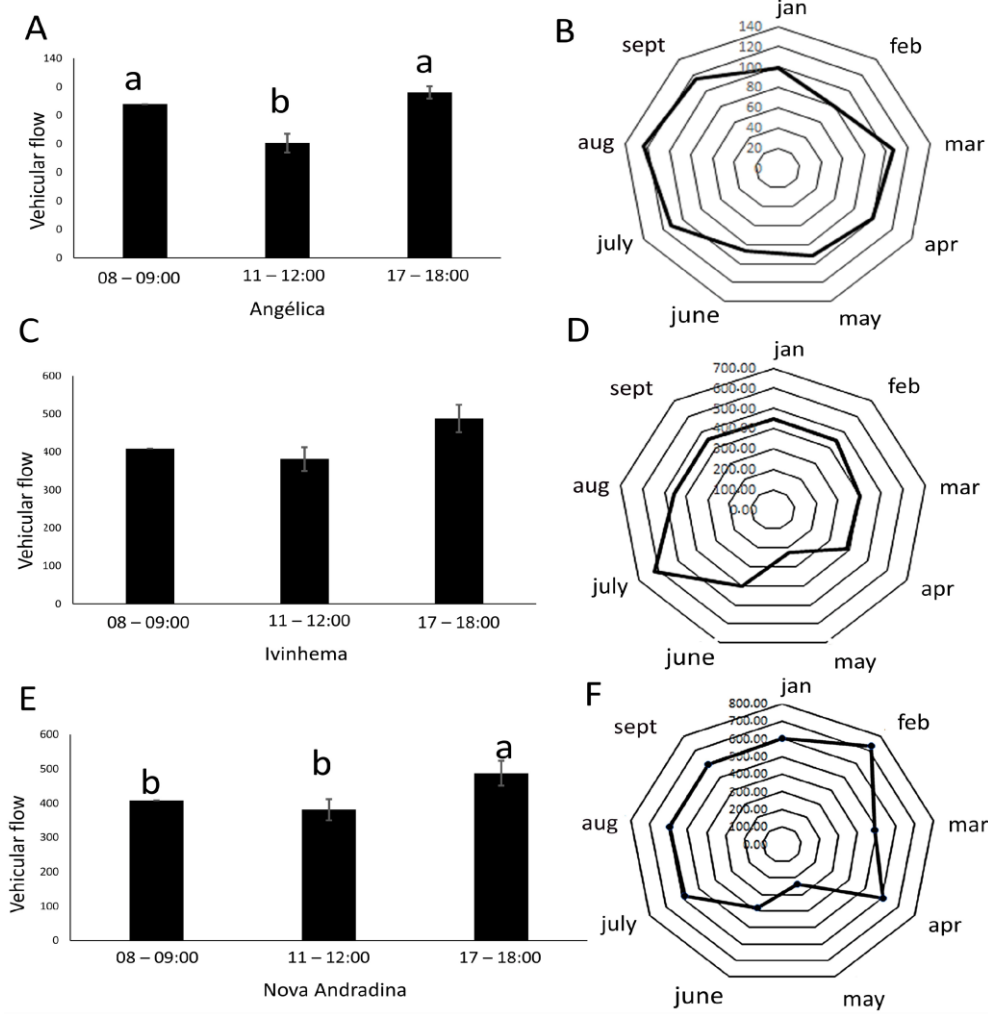 A
Vehicular flow
140
0
0
0
0
0
0
0
a
b
a
08 – 09:00
11 – 12:00
17 – 18:00
Angélica
B
jan
feb
mar
apr
may
june
july
aug
sept
140
120
100
80
60
40
20
0
C
Vehicular flow
600
500
400
300
200
100
0
08 – 09:00
11 – 12:00
17 – 18:00
Ivinhema
D
jan
feb
mar
apr
may
june
july
aug
sept
700.00
600.00
500.00
400.00
300.00
200.00
100.00
0.00
E
Vehicular flow
600
500
400
300
200
100
0
b
b
a
08 – 09:00
11 – 12:00
17 – 18:00
Nova Andradina
F
jan
feb
mar
apr
may
june
july
aug
sept
800.00
700.00
600.00
500.00
400.00
300.00
200.00
100.00
0.00